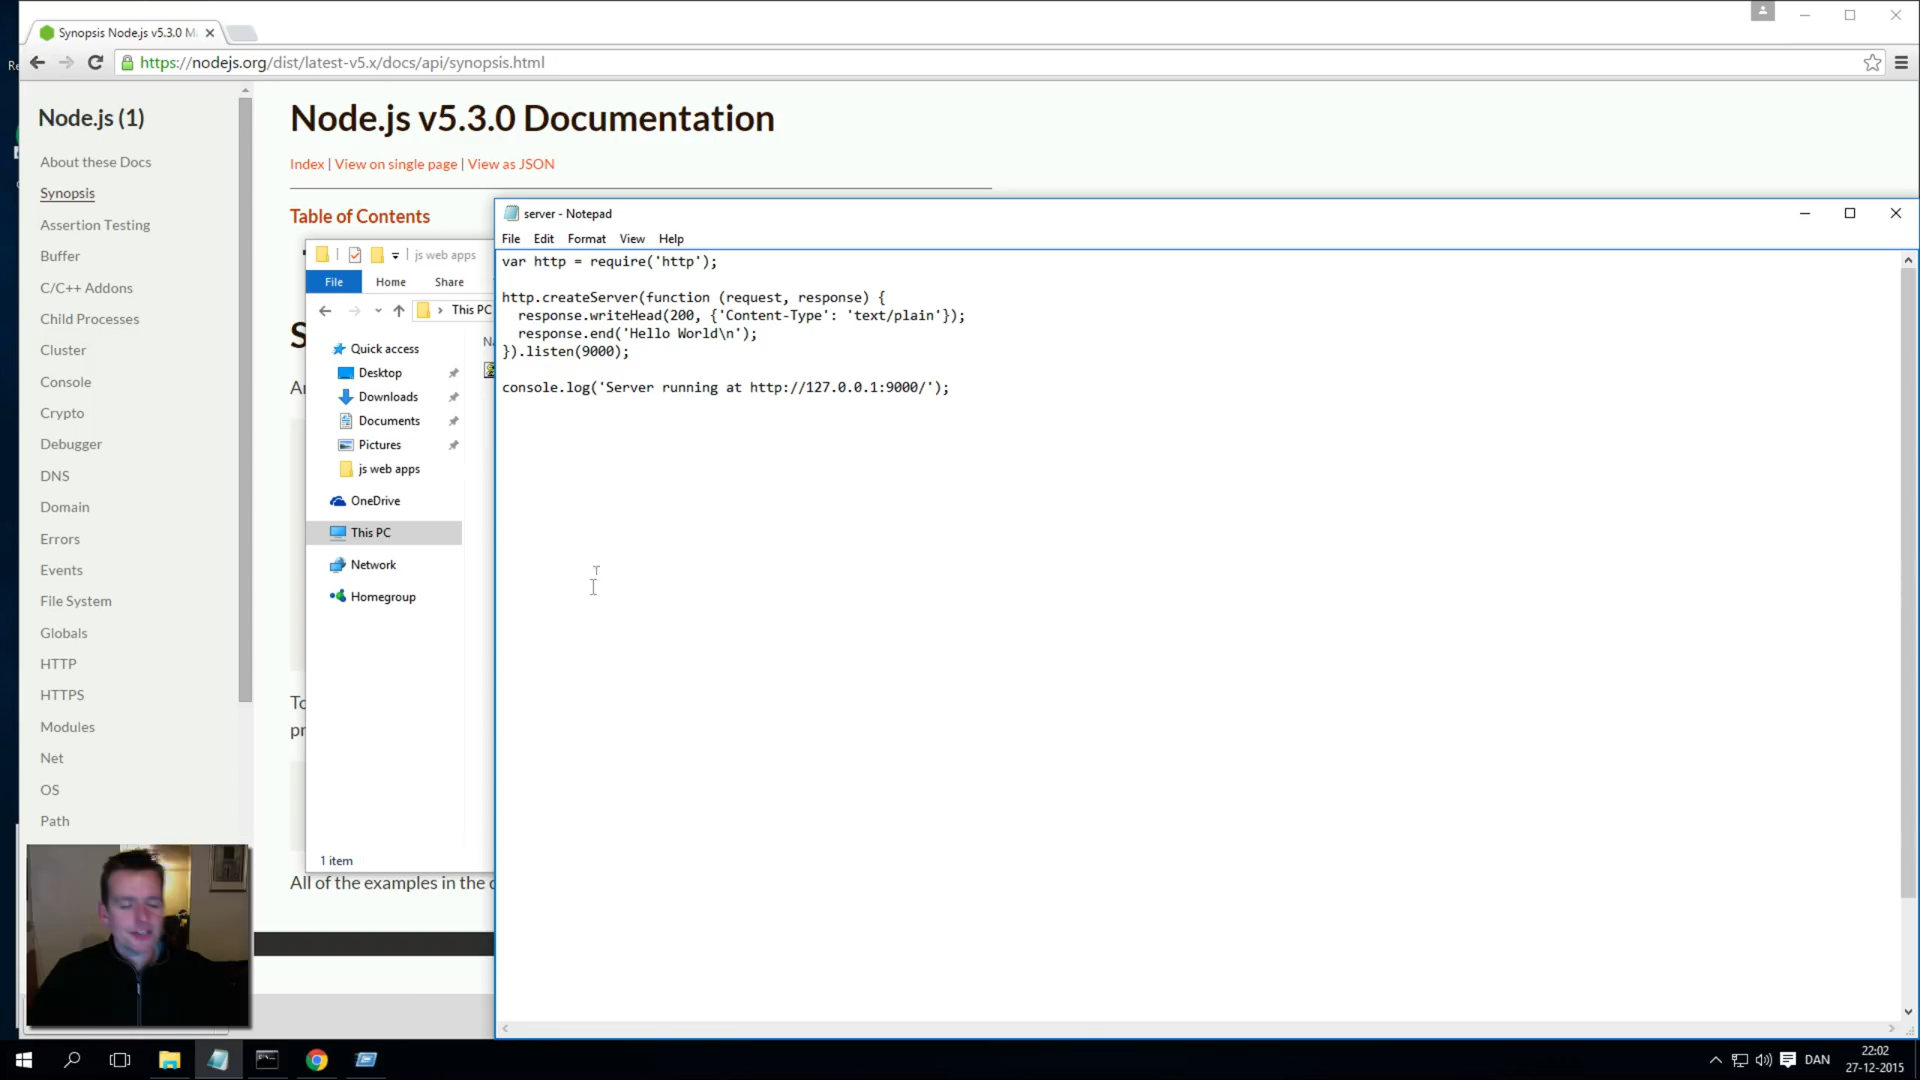 Synopsis Node.js v5.3.0 M
https://nodejs.org/dist/latest-v5.x/docs/api/synopsis.html
Node.js (1)
About these Docs
Synopsis
Assertion Testing
Buffer
C/C++ Addons
Child Processes
Cluster
Console
Crypto
Debugger
DNS
Domain
Errors
Events
File System
Globals
HTTP
HTTPS
Modules
Net
OS
Path
Node.js v5.3.0 Documentation
Index | View on single page | View as JSON
Table of Contents
All of the examples in the
js web apps
File Home Share
This PC
Quick access
Desktop
Downloads
Documents
Pictures
js web apps
OneDrive
This PC
Network
Homegroup
1 item
server - Notepad
File Edit Format View Help
var http = require('http');
http.createServer(function (request, response) {
response.writeHead(200, {'Content-Type': 'text/plain'});
response.end('Hello World\n');
}).listen(9000);
console.log('Server running at http://127.0.0.1:9000/');
DAN
22:02
27-12-2015